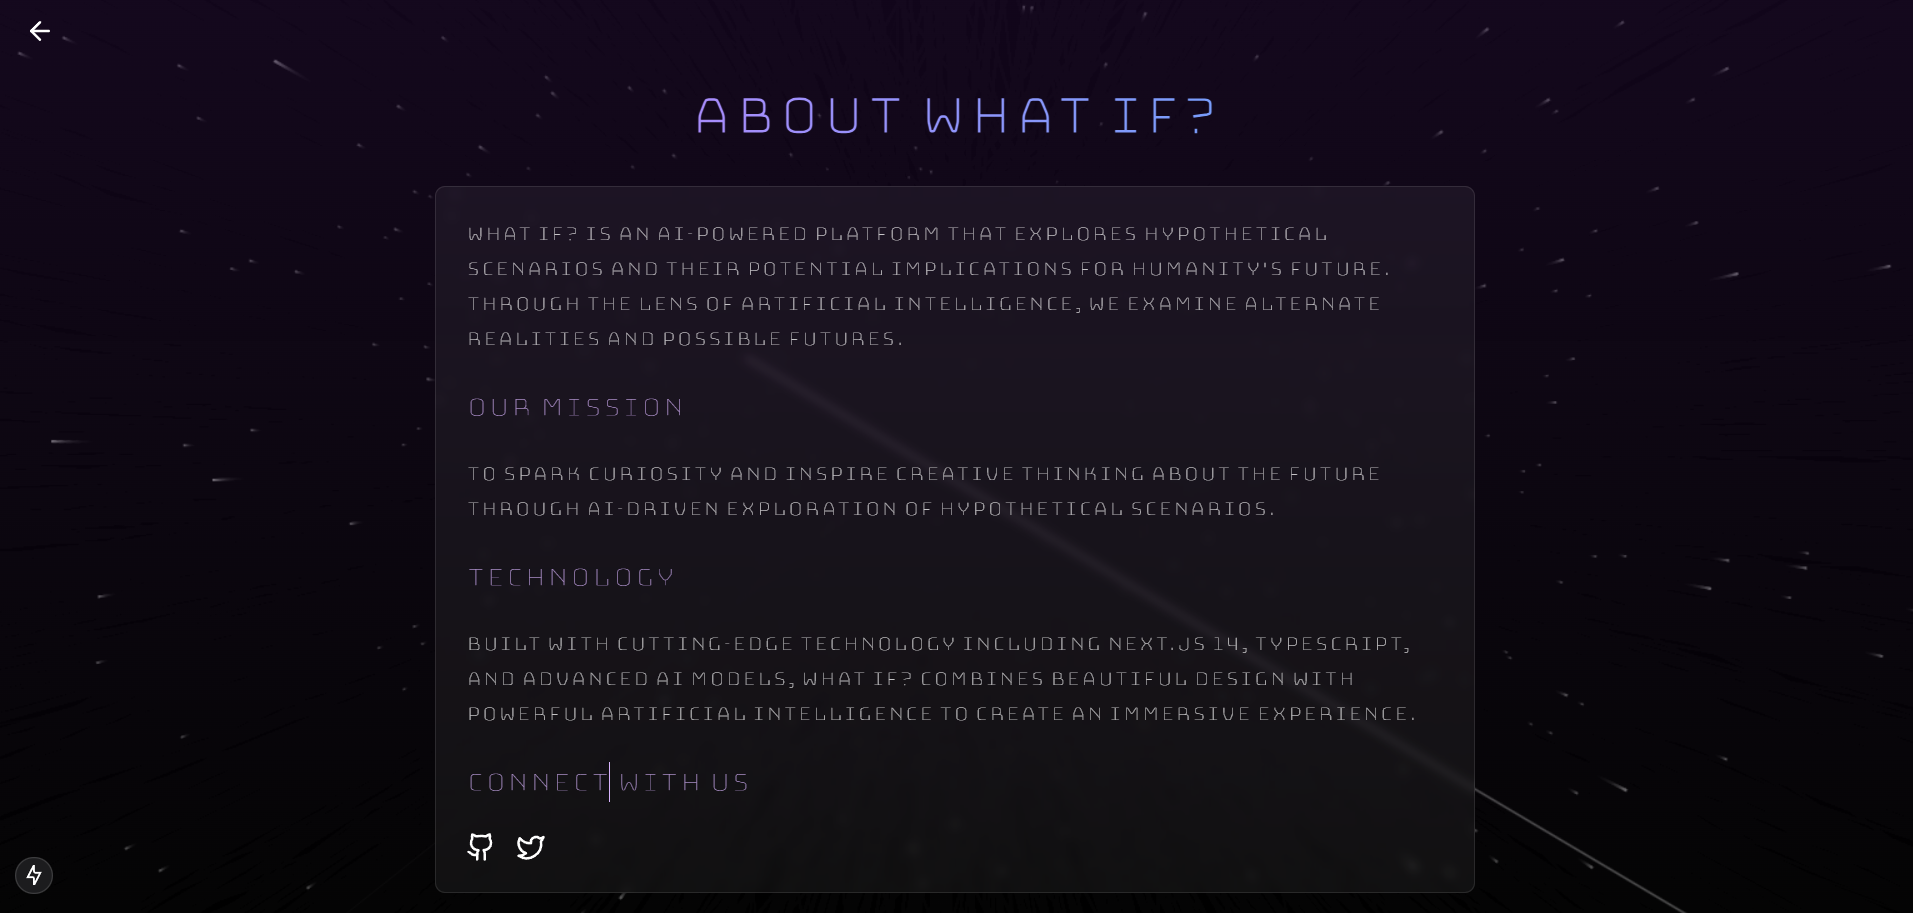 ABOUT WHAT IF?
WHAT IF? IS AN AI-POWERED PLATFORM THAT EXPLORES HYPOTHETICAL
SCENARIOS AND THEIR POTENTIAL IMPLICATIONS FOR HUMANITY'S FUTURE.
THROUGH THE LENS OF ARTIFICIAL INTELLIGENCE, WE EXAMINE ALTERNATE
REALITIES AND POSSIBLE FUTURES.
OUR MISSION
TO SPARK CURIOSITY AND INSPIRE CREATIVE THINKING ABOUT THE FUTURE
THROUGH AI-DRIVEN EXPLORATION OF HYPOTHETICAL SCENARIOS.
TECHNOLOGY
BUILT WITH CUTTING-EDGE TECHNOLOGY INCLUDING NEXT.JS 14, TYPESCRIPT,
AND ADVANCED AI MODELS, WHAT IF? COMBINES BEAUTIFUL DESIGN WITH
POWERFUL ARTIFICIAL INTELLIGENCE TO CREATE AN IMMERSIVE EXPERIENCE.
CONNECT WITH US